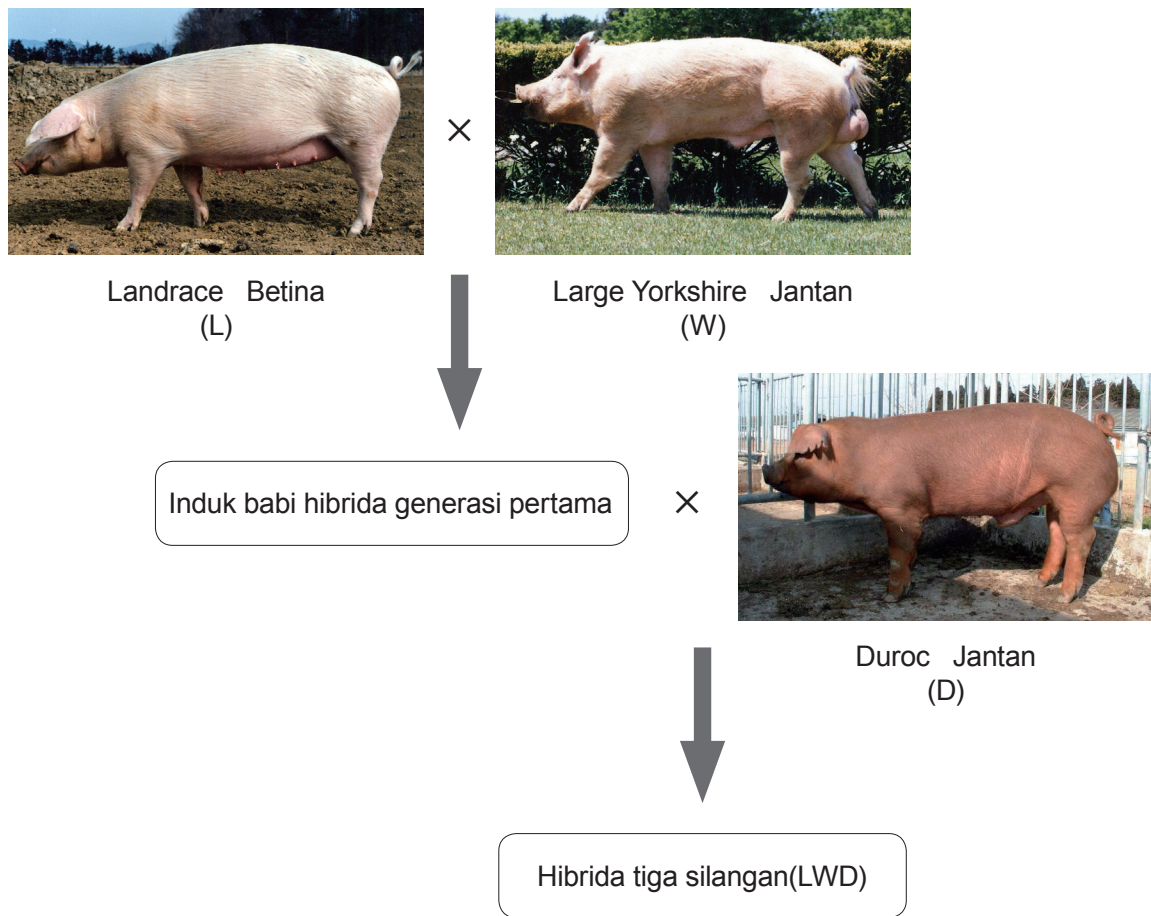 ×
Landrace Betina
(L)
Large Yorkshire Jantan
(W)
Induk babi hibrida generasi pertama
×
Duroc Jantan
(D)
Hibrida tiga silangan(LWD)